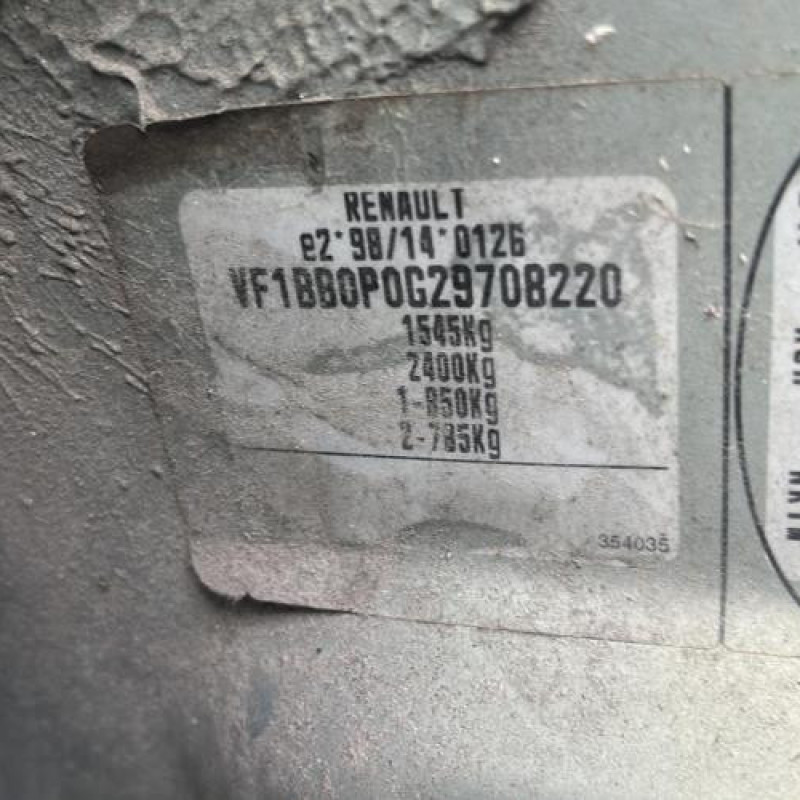 RENAULT
e2*98/14*0126
VF1BB0P0G29708220
1545Kg
2400Kg
1-850Kg
2-785Kg
354035